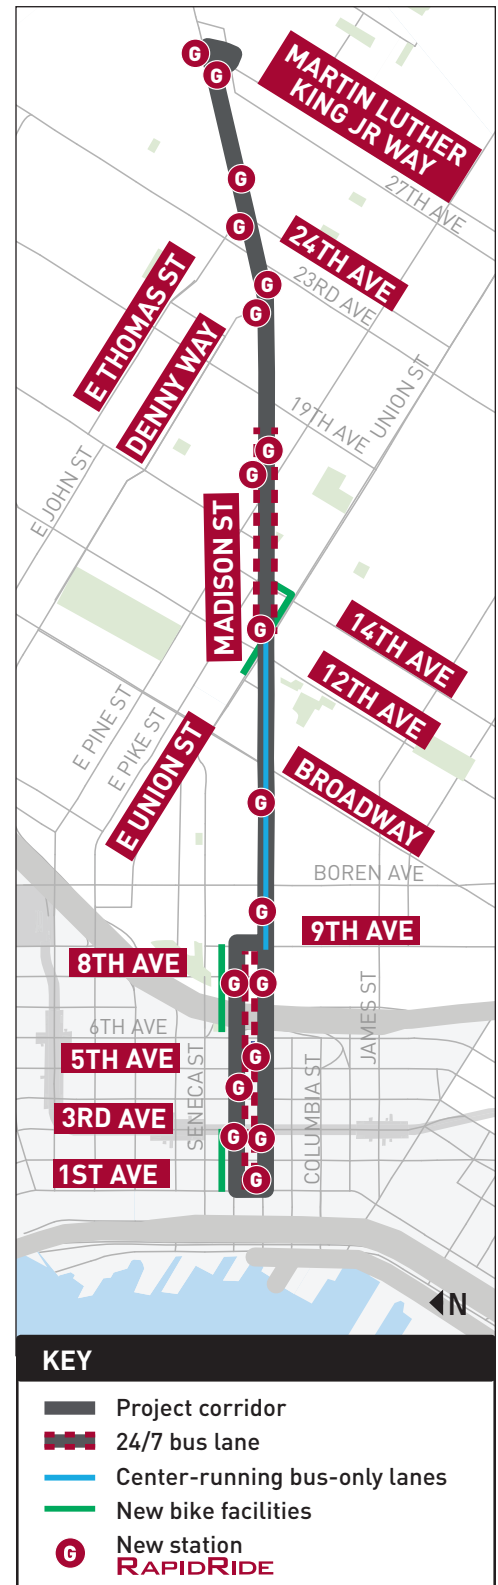 G
G
MARTIN LUTHER
KING JR WAY
27TH AVE
G
G
24TH AVE
23RD AVE
G
G
E THOMAS ST
DENNY WAY
UNION ST
19TH AVE
G
G
E JOHN ST
MADISON ST
G
14TH AVE
12TH AVE
E PINE ST
E PIKE ST
E UNION ST
BROADWAY
G
BOREN AVE
G
9TH AVE
8TH AVE
G
G
JAMES ST
6TH AVE
5TH AVE
G
SENECA ST
COLUMBIA ST
G
3RD AVE
G
G
1ST AVE
G
N
KEY
Project corridor
24/7 bus lane
Center-running bus-only lanes
New bike facilities
G
New station
RAPIDRIDE